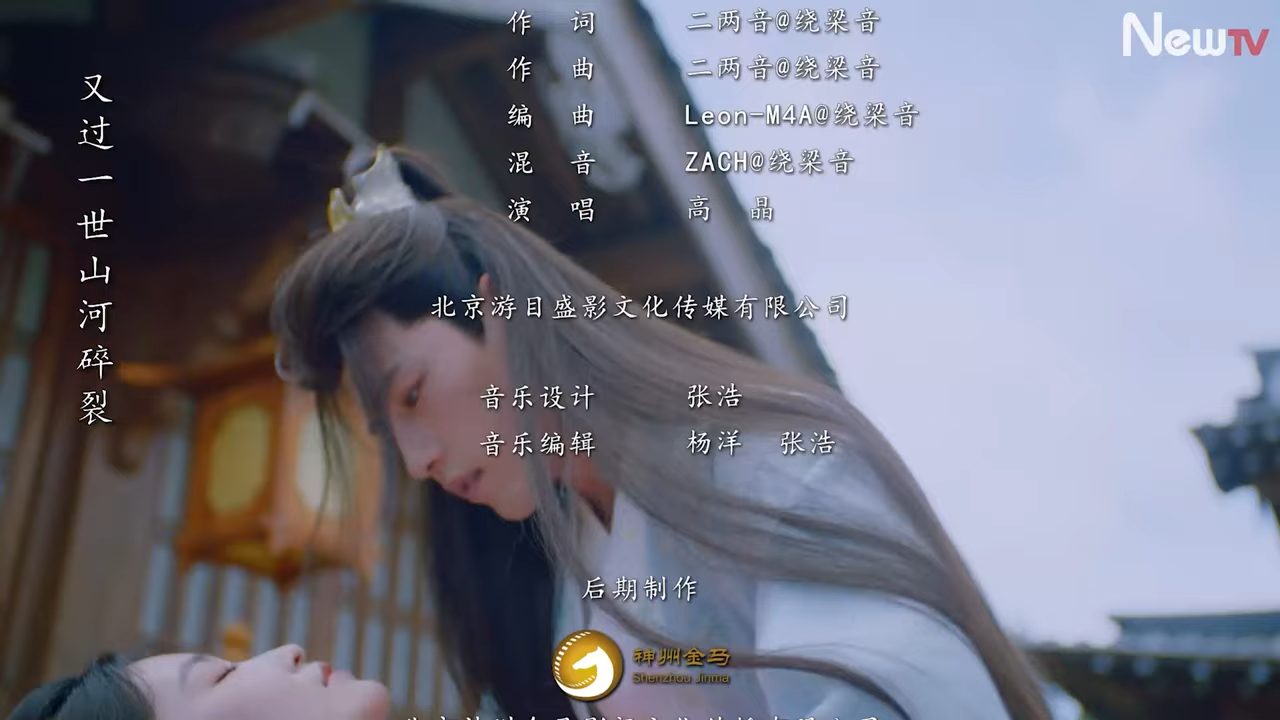 NewTV
作 词 二两音@绕梁音
作 曲 二两音@绕梁音
编 曲 Leon-M4A@绕梁音
混 音 ZACH@绕梁音
演 唱 高 晶
又过一世山河碎裂
北京游目盛影文化传媒有限公司
音乐设计 张浩
音乐编辑 杨洋 张浩
后期制作
神州金马
Shenzhou Jinma